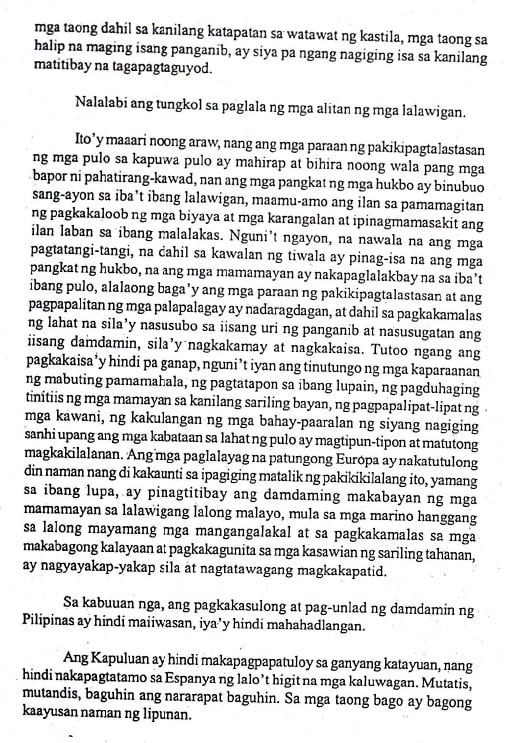 mga taong dahil sa kanilang katapatan sa watawat ng kastila, mga taong sa
halip na maging isang panganib, ay siya pa ngang nagiging isa sa kanilang
matitibay na tagapagtaguyod.
Nalalabi ang tungkol sa paglala ng mga alitan ng mga lalawigan.
Ito'y maaari noong araw, nang ang mga paraan ng pakikipagtalastasan
ng mga pulo sa kapuwa pulo ay mahirap at bihira noong wala pang mga
bapor ni pahatirang-kawad, nan ang mga pangkat ng mga hukbo ay binubuo
sang-ayon sa iba't ibang lalawigan, maamu-amo ang ilan sa pamamagitan
ng pagkakaloob ng mga biyaya at mga karangalan at ipinagmamasakit ang
ilan laban sa ibang malalakas. Nguni't ngayon, na nawala na ang mga
pagtatangi-tangi, na dahil sa kawalan ng tiwala ay pinag-isa na ang mga
pangkat ng hukbo, na ang mga mamamayan ay nakapaglalakbay na sa iba't
ibang pulo, alalaong baga'y ang mga paraan ng pakikipagtalastasan at ang
pagpapalitan ng mga palapalagay ay nadaragdagan, at dahil sa pagkakamalas
ng lahat na sila'y nasusubo sa iisang uri ng panganib at nasusugatan ang
iisang damdamin, sila'y nagkakamay at nagkakaisa. Tutoo ngang ang
pagkakaisa'y hindi pa ganap, nguni't iyan ang tinutungo ng mga kaparaanan
ng mabuting pamamahala, ng pagtatapon sa ibang lupain, ng pagduhaging
tinitiis ng mga mamayan sa kanilang sariling bayan, ng pagpapalipat-lipat ng
mga kawani, ng kakulangan ng mga bahay-paaralan ng siyang nagiging
sanhi upang ang mga kabataan sa lahat ng pulo ay magtipun-tipon at matutong
magkakilalanan. Ang mga paglalayag na patungong Europa ay nakatutulong
din naman nang di kakaunti sa ipagiging matalik ng pakikikilalang ito, yamang
sa ibang lupa, ay pinagtitibay ang damdaming makabayan ng mga
mamamayan sa lalawigang lalong malayo, mula sa mga marino hanggang
sa lalong mayamang mga mangangalakal at sa pagkakamalas sa mga
makabagong kalayaan at pagkakagunita sa mga kasawian ng sariling tahanan,
ay nagyayakap-yakap sila at nagtatawagang magkakapatid.
Sa kabuuan nga, ang pagkakasulong at pag-unlad ng damdamin ng
Pilipinas ay hindi maiiwasan, iya'y hindi mahahadlangan.
Ang Kapuluan ay hindi makapagpapatuloy sa ganyang katayuan, nang
hindi nakapagtatamo sa Espanya ng lalo't higit na mga kaluwagan. Mutatis,
mutandis, baguhin ang nararapat baguhin. Sa mga taong bago ay bagong
kaayusan naman ng lipunan.